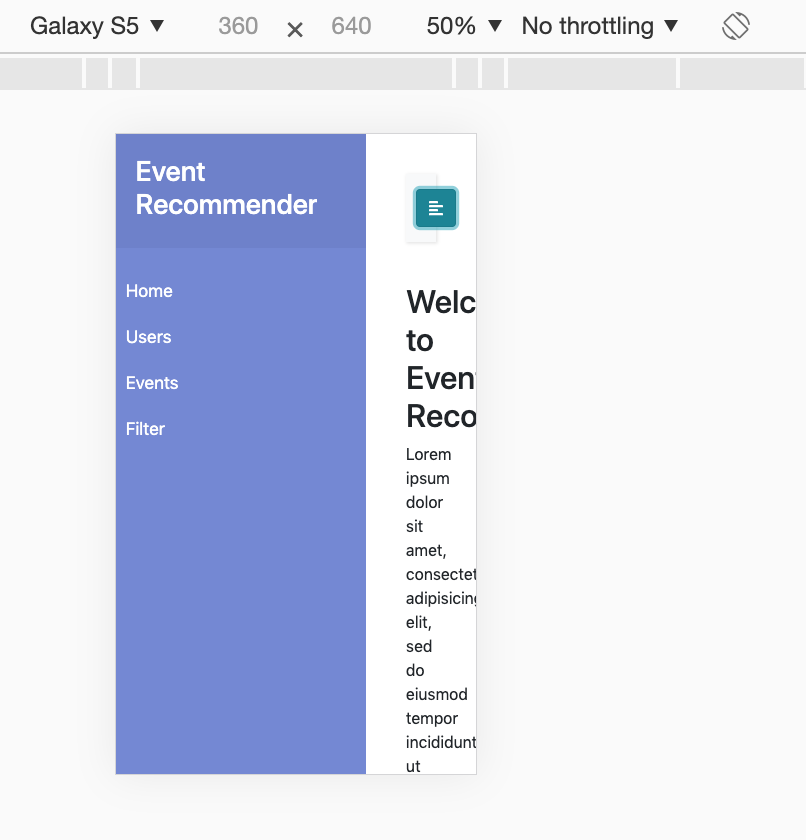 Galaxy S5 ▼ 360 × 640 50% ▼ No throttling ▼
Event
Recommender
Home
Users
Events
Filter
Welc
to
Even
Reco
Lorem
ipsum
dolor
sit
amet,
consectet
adipisicing
elit,
sed
do
eiusmod
tempor
incididunt
ut